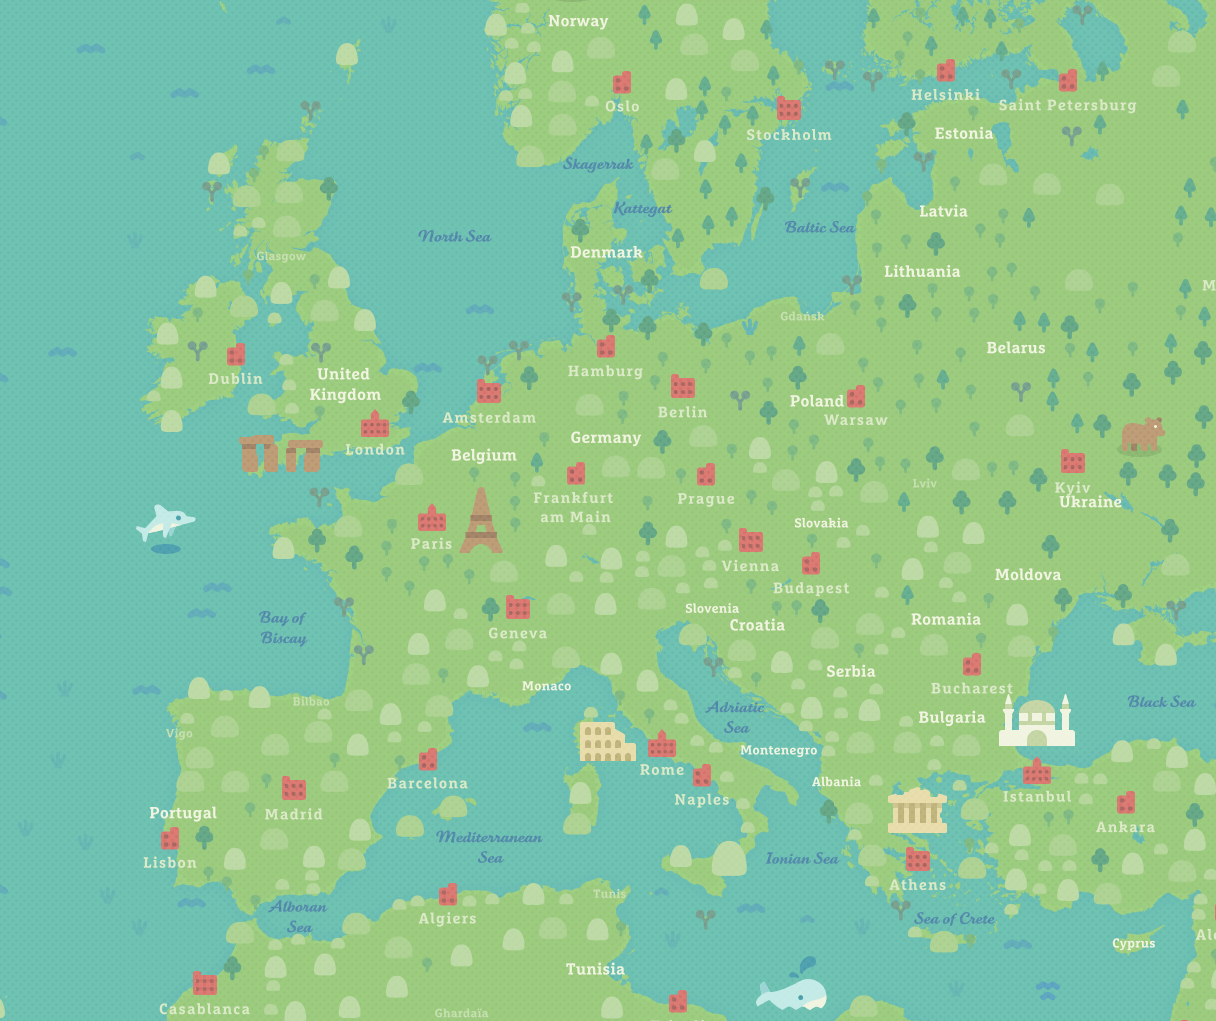 Norway
Oslo
Helsinki
Saint Petersburg
Stockholm
Estonia
Skagerrak
Kattegat
Latvia
Baltic Sea
North Sea
Denmark
Glasgow
Lithuania
M
Gdańsk
Belarus
Hamburg
Dublin
United
Kingdom
Berlin
Poland
Warsaw
Amsterdam
Germany
London
Belgium
Lviv
Kyiv
Ukraine
Frankfurt
am Main
Prague
Slovakia
Paris
Vienna
Moldova
Budapest
Slovenia
Croatia
Romania
Bay of
Biscay
Geneva
Serbia
Bucharest
Monaco
Bilbao
Black Sea
Adriatic
Sea
Bulgaria
Vigo
Montenegro
Rome
Albania
Barcelona
Istanbul
Naples
Portugal
Madrid
Ankara
Mediterranean
Sea
Ionian Sea
Lisbon
Athens
Tunis
Alboran
Sea
Algiers
Sea of Crete
Ale
Cyprus
Tunisia
Casablanca
Ghardaïa